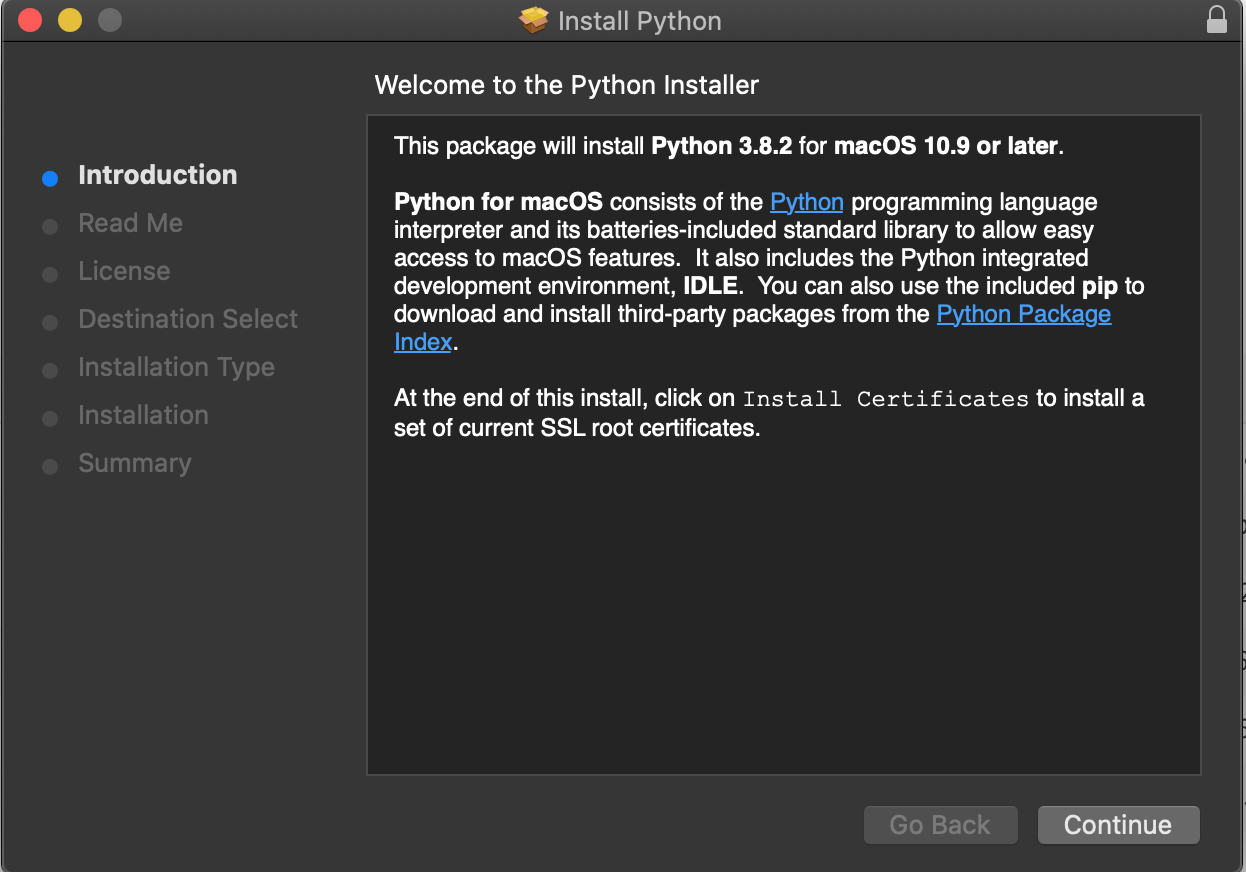 Install Python
Welcome to the Python Installer
Introduction
Read Me
License
Destination Select
Installation Type
Installation
Summary
This package will install Python 3.8.2 for macOS 10.9 or later.
Python for macOS consists of the Python programming language
interpreter and its batteries-included standard library to allow easy
access to macOS features.  It also includes the Python integrated
development environment, IDLE.  You can also use the included pip to
download and install third-party packages from the Python Package
Index.
At the end of this install, click on Install Certificates to install a
set of current SSL root certificates.
Go Back
Continue